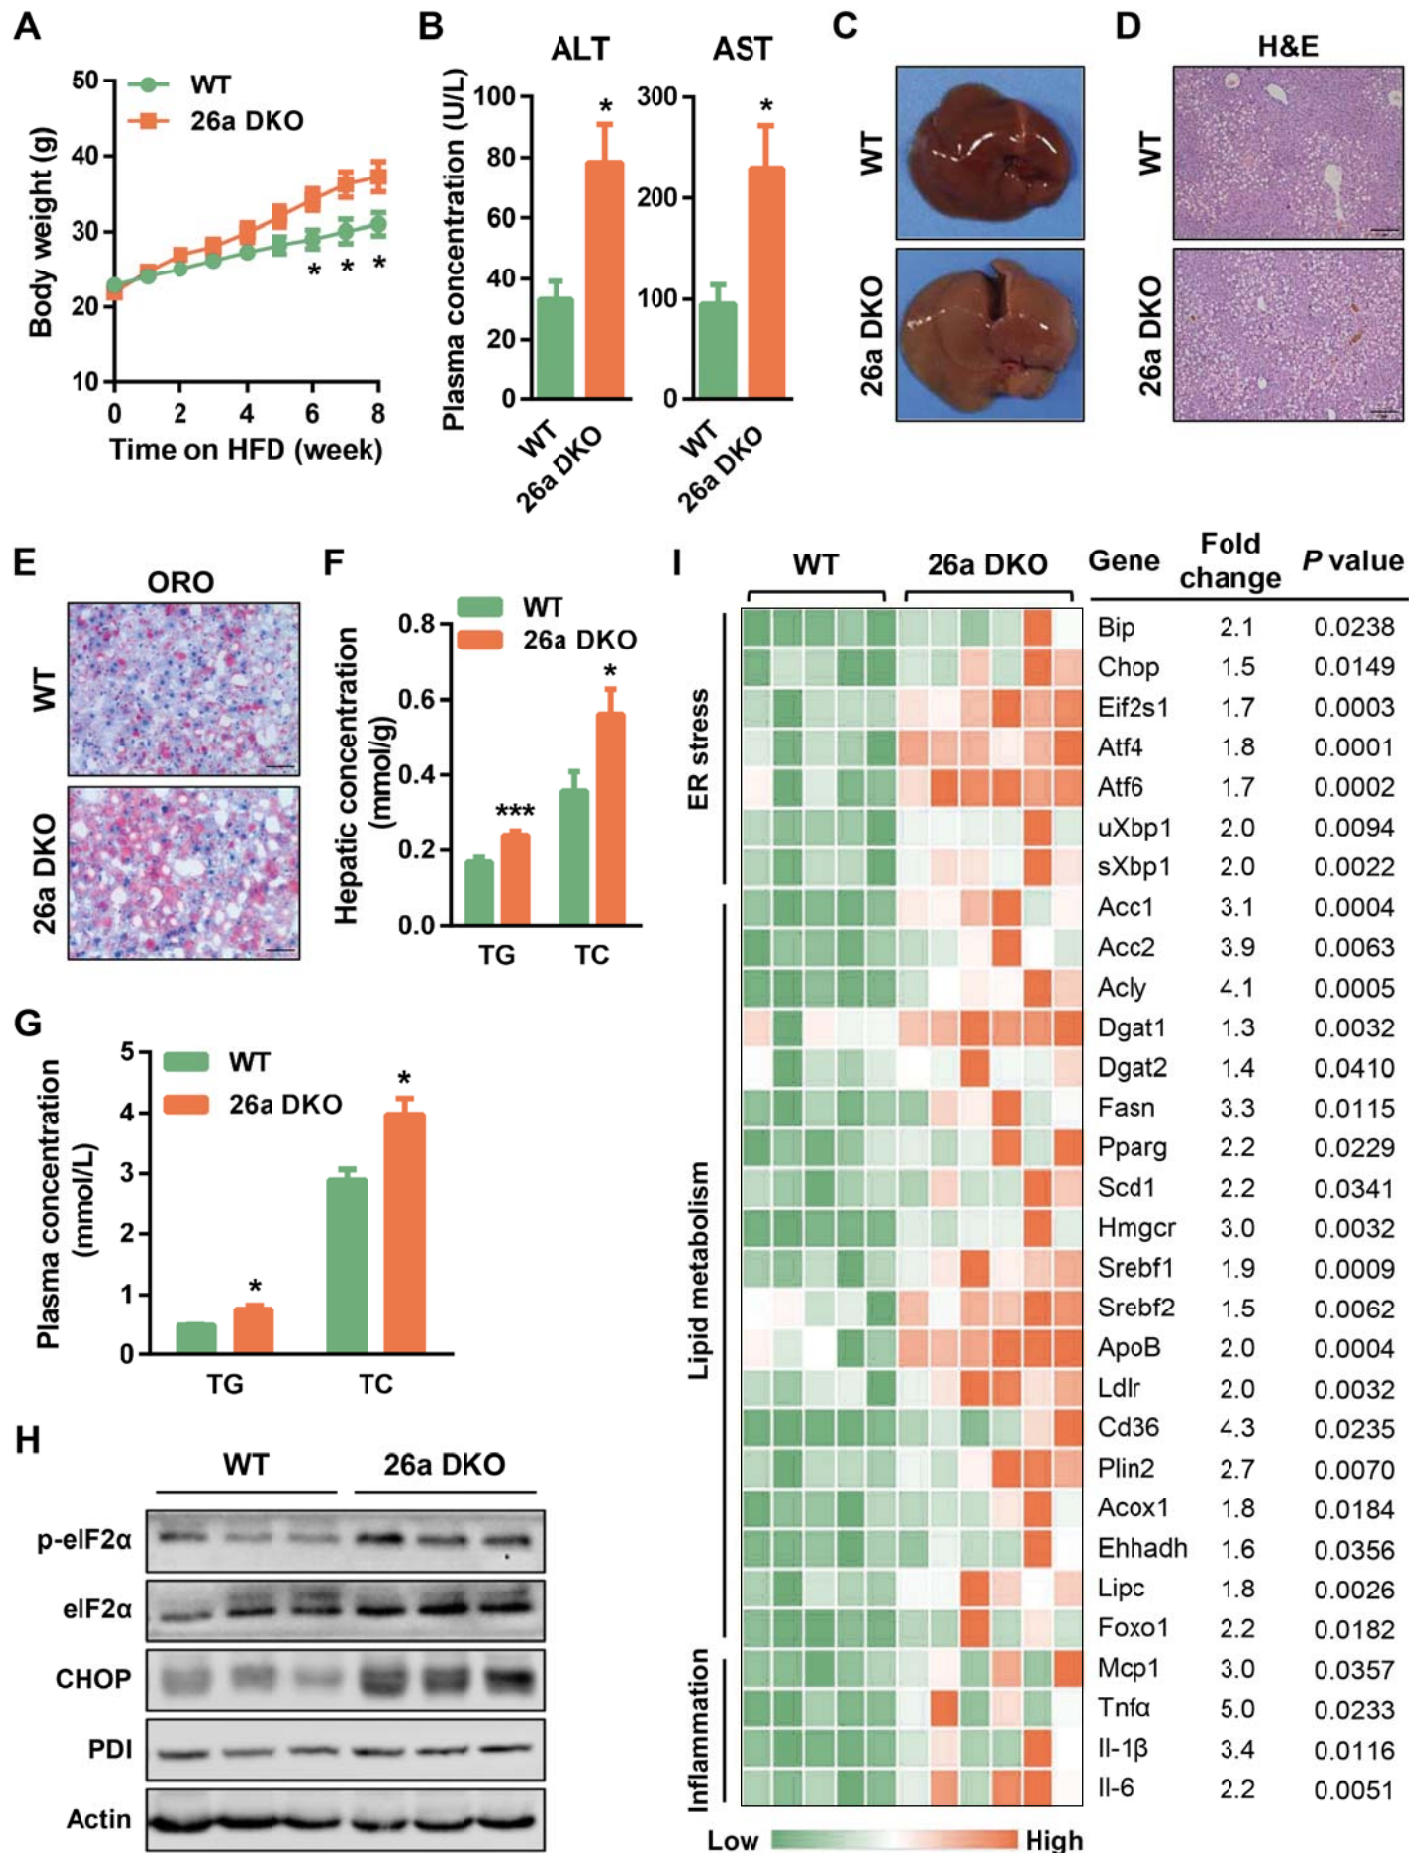 A
WT
26a DKO
Body weight (g)
50
40
30
20
10
* * *
0 2 4 6 8
Time on HFD (week)
B
ALT AST
Plasma concentration (U/L)
100
80
60
40
20
0
*
WT
26a DKO
300
200
100
0
*
WT
26a DKO
C
WT
26a DKO
D
H&E
WT
26a DKO
E
ORO
WT
26a DKO
F
WT
26a DKO
Hepatic concentration
(mmol/g)
0.8
0.6
0.4
0.2
0.0
***
*
TG TC
G
WT
26a DKO
Plasma concentration
(mmol/L)
5
4
3
2
1
0
*
*
TG TC
H
WT 26a DKO
p-eIF2α
eIF2α
CHOP
PDI
Actin
I
WT 26a DKO
Gene Fold change P value
ER stress
Bip 2.1 0.0238
Chop 1.5 0.0149
Eif2s1 1.7 0.0003
Atf4 1.8 0.0001
Atf6 1.7 0.0002
uXbp1 2.0 0.0094
sXbp1 2.0 0.0022
Lipid metabolism
Acc1 3.1 0.0004
Acc2 3.9 0.0063
Acly 4.1 0.0005
Dgat1 1.3 0.0032
Dgat2 1.4 0.0410
Fasn 3.3 0.0115
Pparg 2.2 0.0229
Scd1 2.2 0.0341
Hmgcr 3.0 0.0032
Srebf1 1.9 0.0009
Srebf2 1.5 0.0062
ApoB 2.0 0.0004
Ldlr 2.0 0.0032
Cd36 4.3 0.0235
Plin2 2.7 0.0070
Acox1 1.8 0.0184
Ehhadh 1.6 0.0356
Lipc 1.8 0.0026
Foxo1 2.2 0.0182
Inflammation
Mcp1 3.0 0.0357
Tnfα 5.0 0.0233
Il-1β 3.4 0.0116
Il-6 2.2 0.0051
Low High